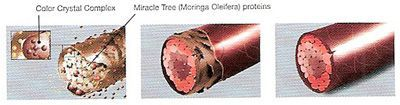 Color Crystal Complex
Miracle Tree (Moringa Oleifera) proteins